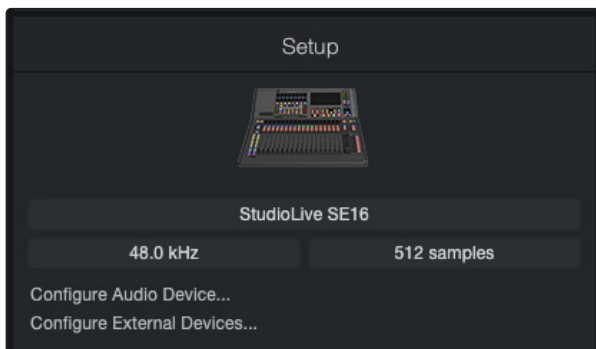 Setup
StudioLive SE16
48.0 kHz 512 samples
Configure Audio Device...
Configure External Devices...